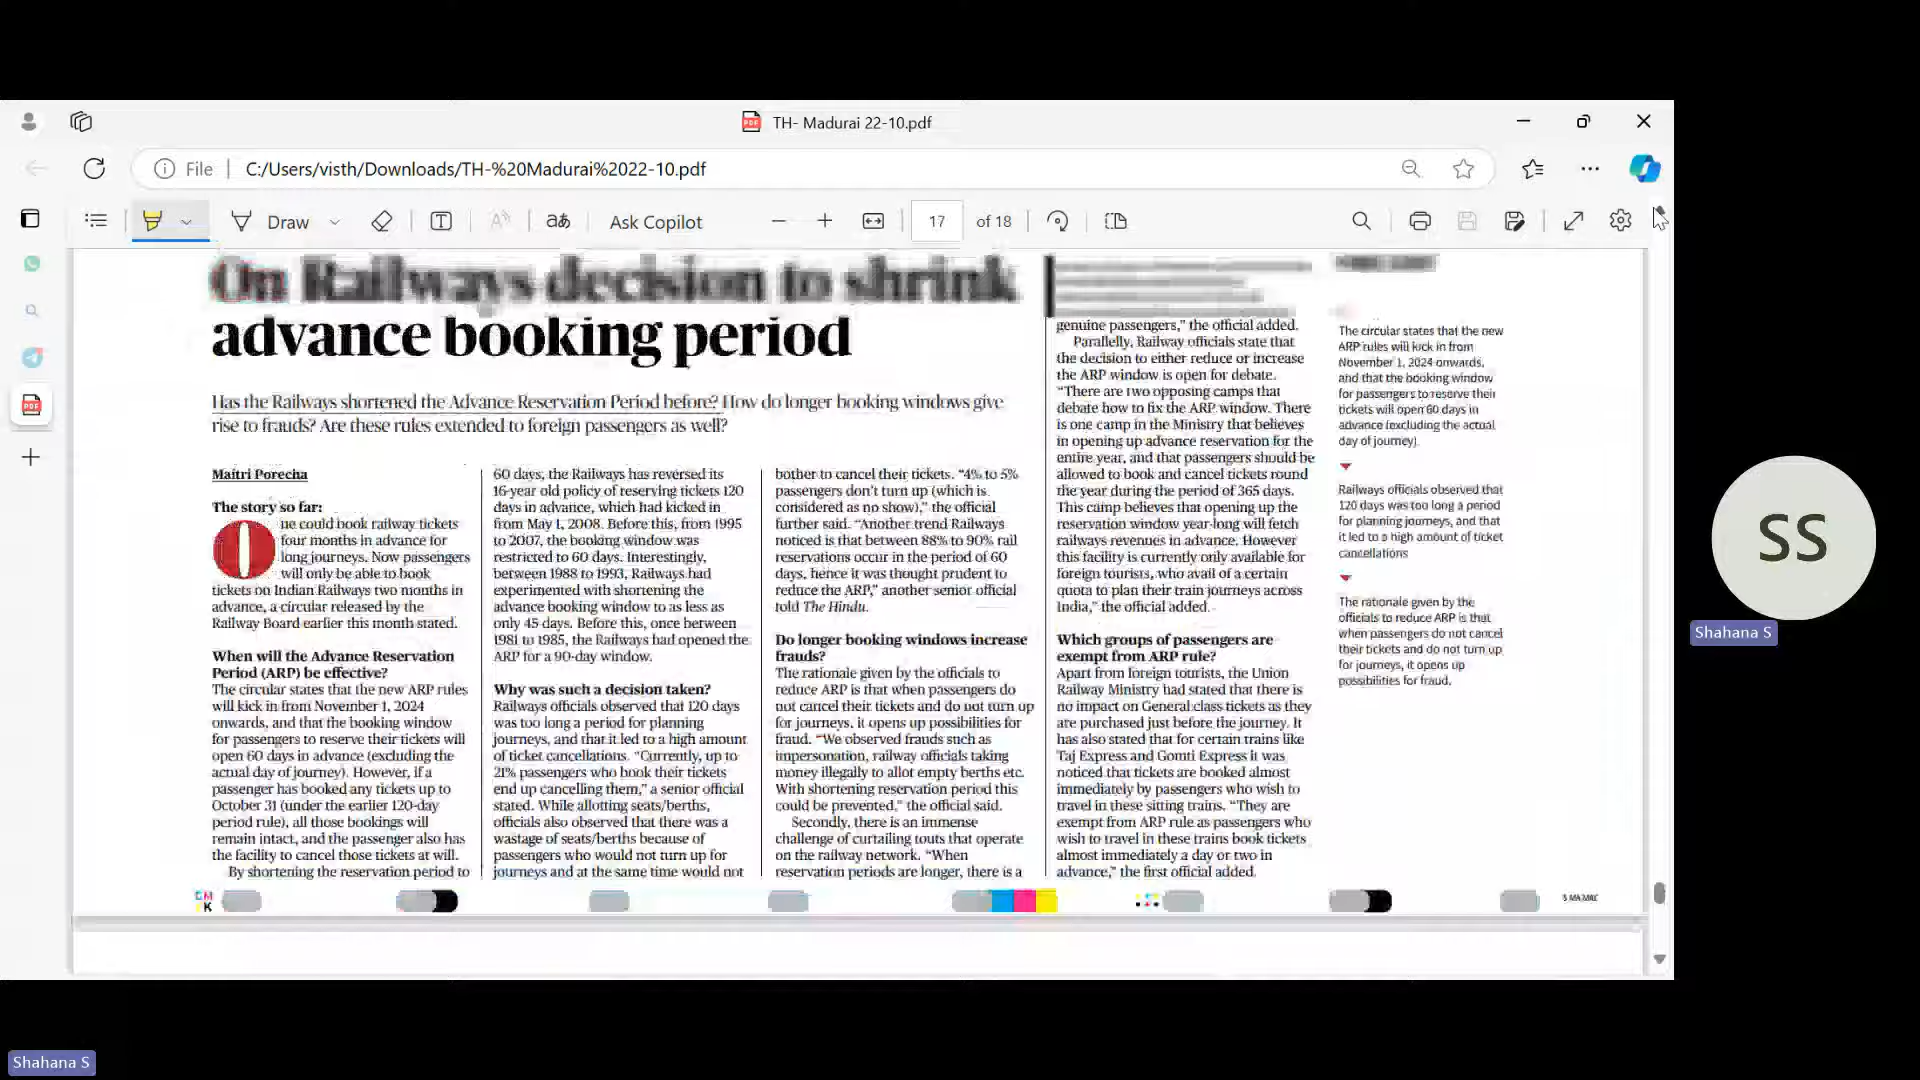 TH- Madurai 22-10.pdf
File
C:/Users/visth/Downloads/TH-%20Madurai%2022-10.pdf
Draw
Ask Copilot
17
of 18
On Railways decision to shrink
advance booking period
Has the Railways shortened the Advance Reservation Period before? How do longer booking windows give
rise to frauds? Are these rules extended to foreign passengers as well?
Maitri Porecha
The story so far:
One could book railway tickets
four months in advance for
long journeys. Now passengers
will only be able to book
tickets on Indian Railways two months in
advance, a circular released by the
Railway Board earlier this month stated.
When will the Advance Reservation
Period (ARP) be effective?
The circular states that the new ARP rules
will kick in from November 1, 2024
onwards, and that the booking window
for passengers to reserve their tickets will
open 60 days in advance (excluding the
actual day of journey). However, if a
passenger has booked any tickets up to
October 31 (under the earlier 120-day
period rule), all those bookings will
remain intact, and the passenger also has
the facility to cancel those tickets at will.
By shortening the reservation period to
60 days, the Railways has reversed its
16-year old policy of reserving tickets 120
days in advance, which had kicked in
from May 1, 2008. Before this, from 1995
to 2007, the booking window was
restricted to 60 days. Interestingly,
between 1988 to 1993, Railways had
experimented with shortening the
advance booking window to as less as
only 45 days. Before this, once between
1981 to 1985, the Railways had opened the
ARP for a 90-day window.
Why was such a decision taken?
Railways officials observed that 120 days
was too long a period for planning
journeys, and that it led to a high amount
of ticket cancellations. “Currently, up to
21% passengers who book their tickets
end up cancelling them,” a senior official
stated. While allotting seats/berths,
officials also observed that there was a
wastage of seats/berths because of
passengers who would not turn up for
journeys and at the same time would not
bother to cancel their tickets. “4% to 5%
passengers don’t turn up (which is
considered as no show),” the official
further said. “Another trend Railways
noticed is that between 88% to 90% rail
reservations occur in the period of 60
days, hence it was thought prudent to
reduce the ARP,” another senior official
told The Hindu.
Do longer booking windows increase
frauds?
The rationale given by the officials to
reduce ARP is that when passengers do
not cancel their tickets and do not turn up
for journeys, it opens up possibilities for
fraud. “We observed frauds such as
impersonation, railway officials taking
money illegally to allot empty berths etc.
With shortening reservation period this
could be prevented,” the official said.
Secondly, there is an immense
challenge of curtailing touts that operate
on the railway network. “When
reservation periods are longer, there is a
genuine passengers,” the official added.
Parallelly, Railway officials state that
the decision to either reduce or increase
the ARP window is open for debate.
“There are two opposing camps that
debate how to fix the ARP window. There
is one camp in the Ministry that believes
in opening up advance reservation for the
entire year, and that passengers should be
allowed to book and cancel tickets round
the year during the period of 365 days.
This camp believes that opening up the
reservation window year-long will fetch
railways revenues in advance. However
this facility is currently only available for
foreign tourists, who avail of a certain
quota to plan their train journeys across
India,” the official added.
Which groups of passengers are
exempt from ARP rule?
Apart from foreign tourists, the Union
Railway Ministry had stated that there is
no impact on General class tickets as they
are purchased just before the journey. It
has also stated that for certain trains like
Taj Express and Gomti Express it was
noticed that tickets are booked almost
immediately by passengers who wish to
travel in these sitting trains. “They are
exempt from ARP rule as passengers who
wish to travel in these trains book tickets
almost immediately a day or two in
advance,” the first official added.
The circular states that the new
ARP rules will kick in from
November 1, 2024 onwards,
and that the booking window
for passengers to reserve their
tickets will open 60 days in
advance (excluding the actual
day of journey).
Railways officials observed that
120 days was too long a period
for planning journeys, and that
it led to a high amount of ticket
cancellations
The rationale given by the
officials to reduce ARP is that
when passengers do not cancel
their tickets and do not turn up
for journeys, it opens up
possibilities for fraud.
SS
Shahana S
Shahana S